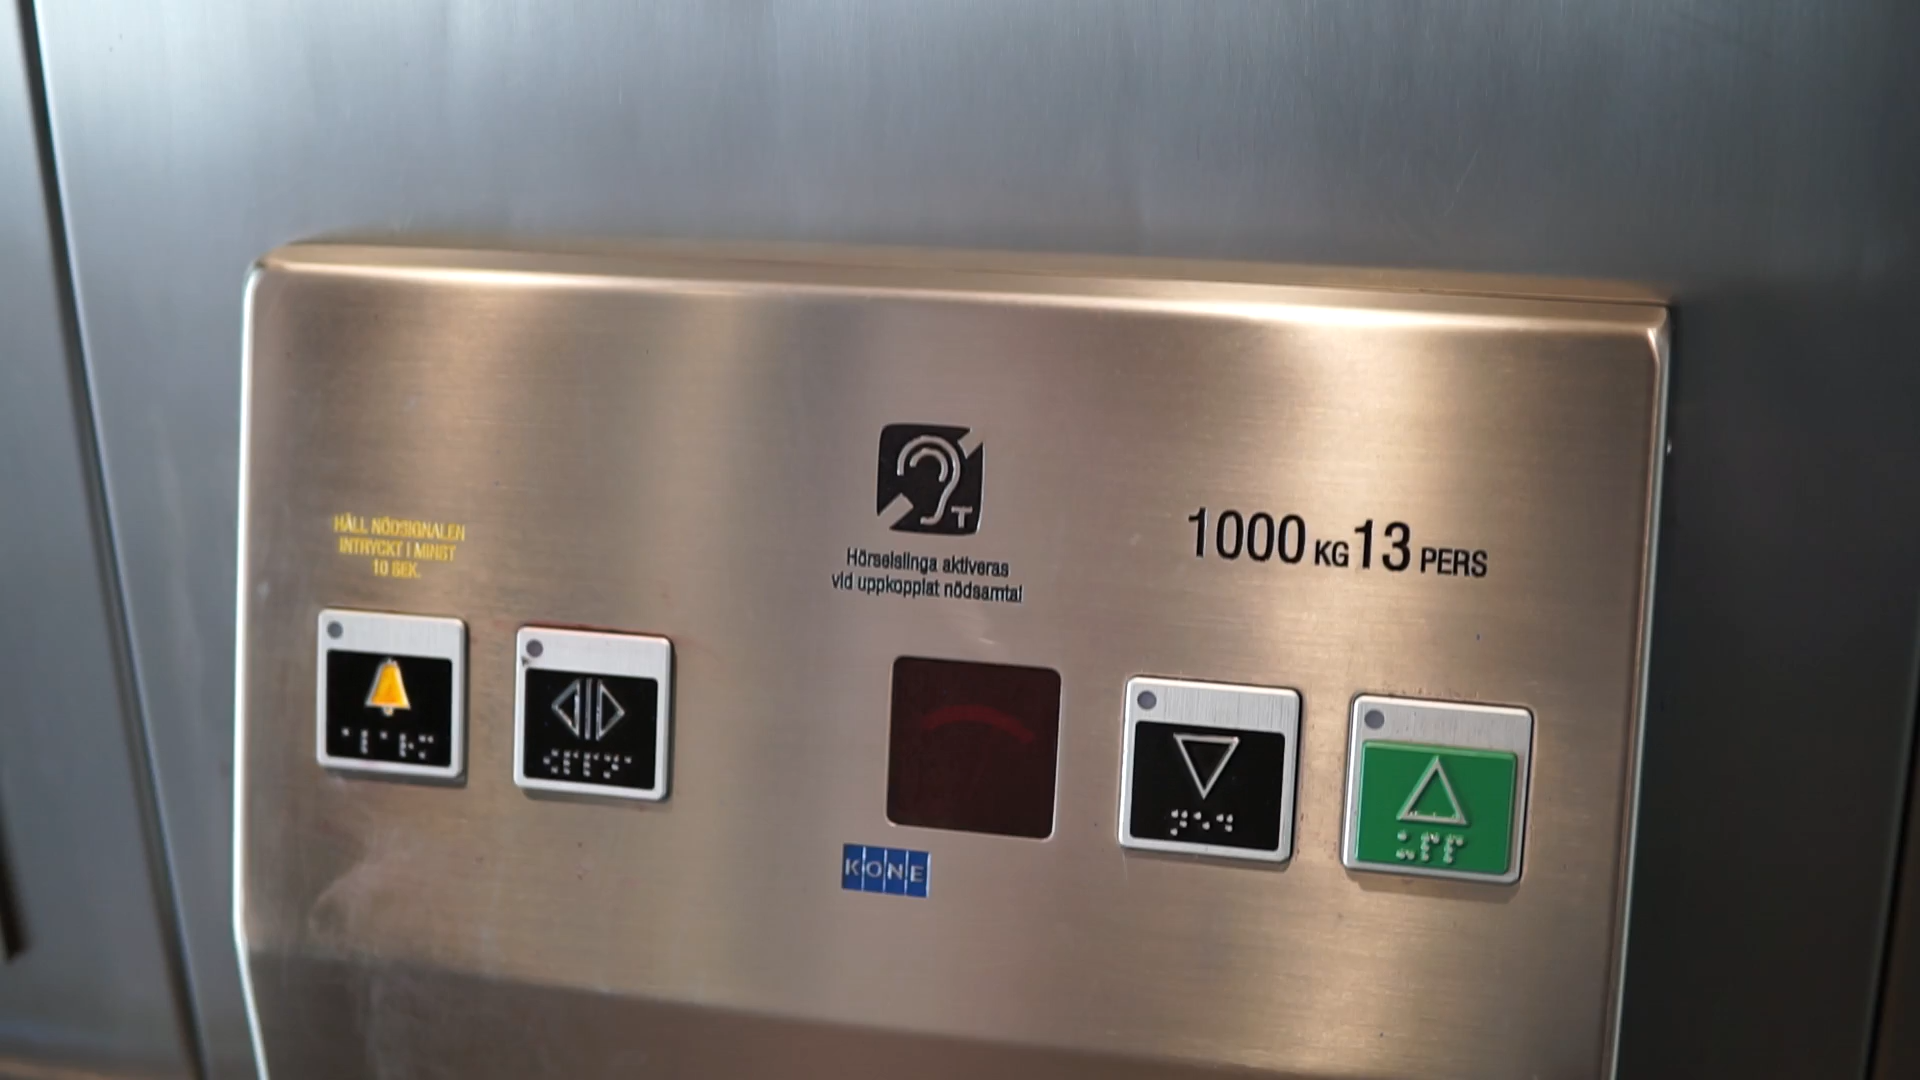 HÅLL NÖDSIGNALEN
INTRYCKT I MINST
10 SEK.
T
Hörselslinga aktiveras
vid uppkopplat nödsamtal
1000 KG 13 PERS
KONE